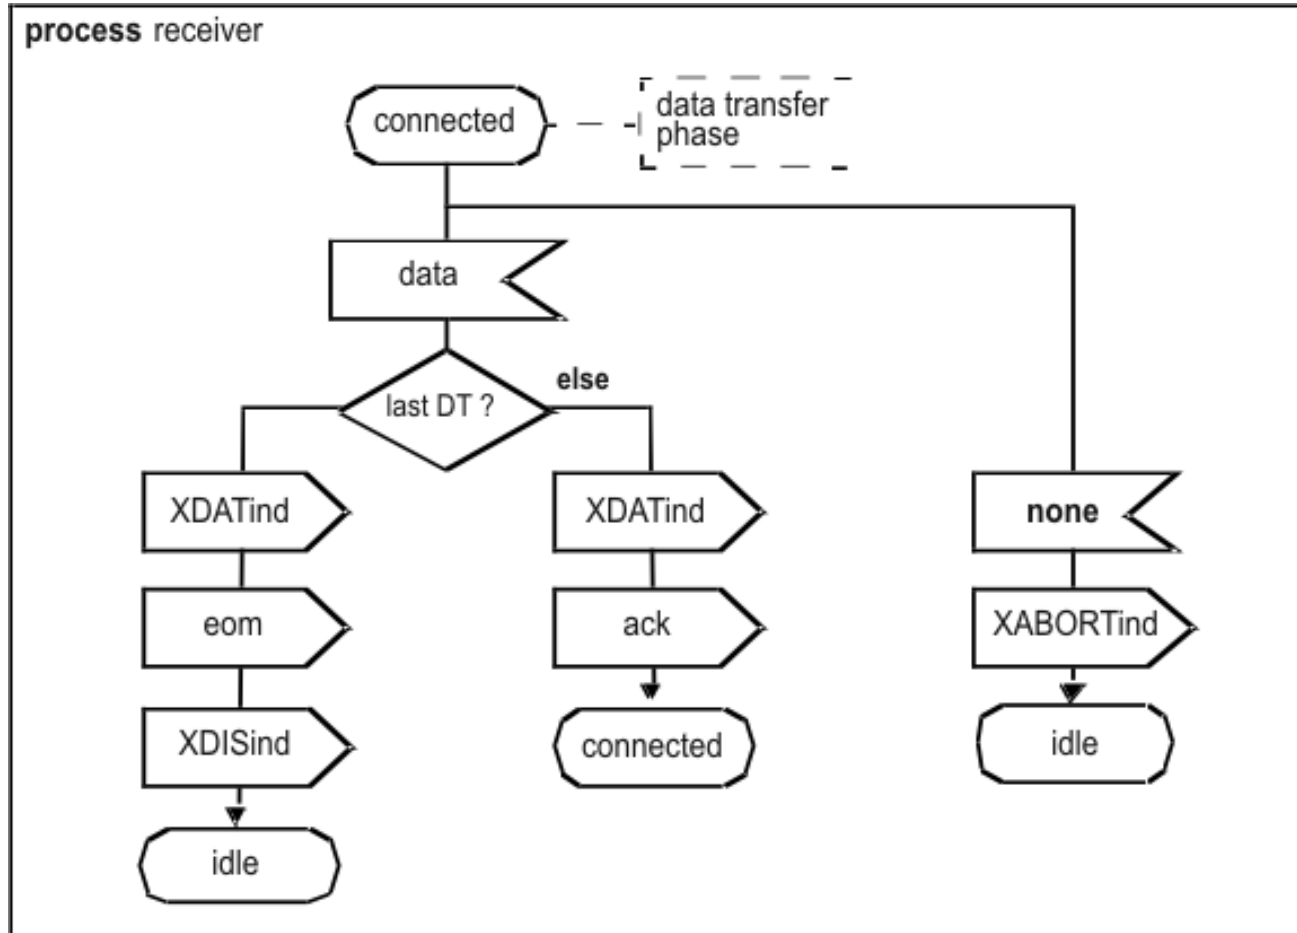 process receiver
connected
data transfer
phase
data
last DT ?
else
XDATind
XDATind
none
eom
ack
XABORTind
XDISind
connected
idle
idle